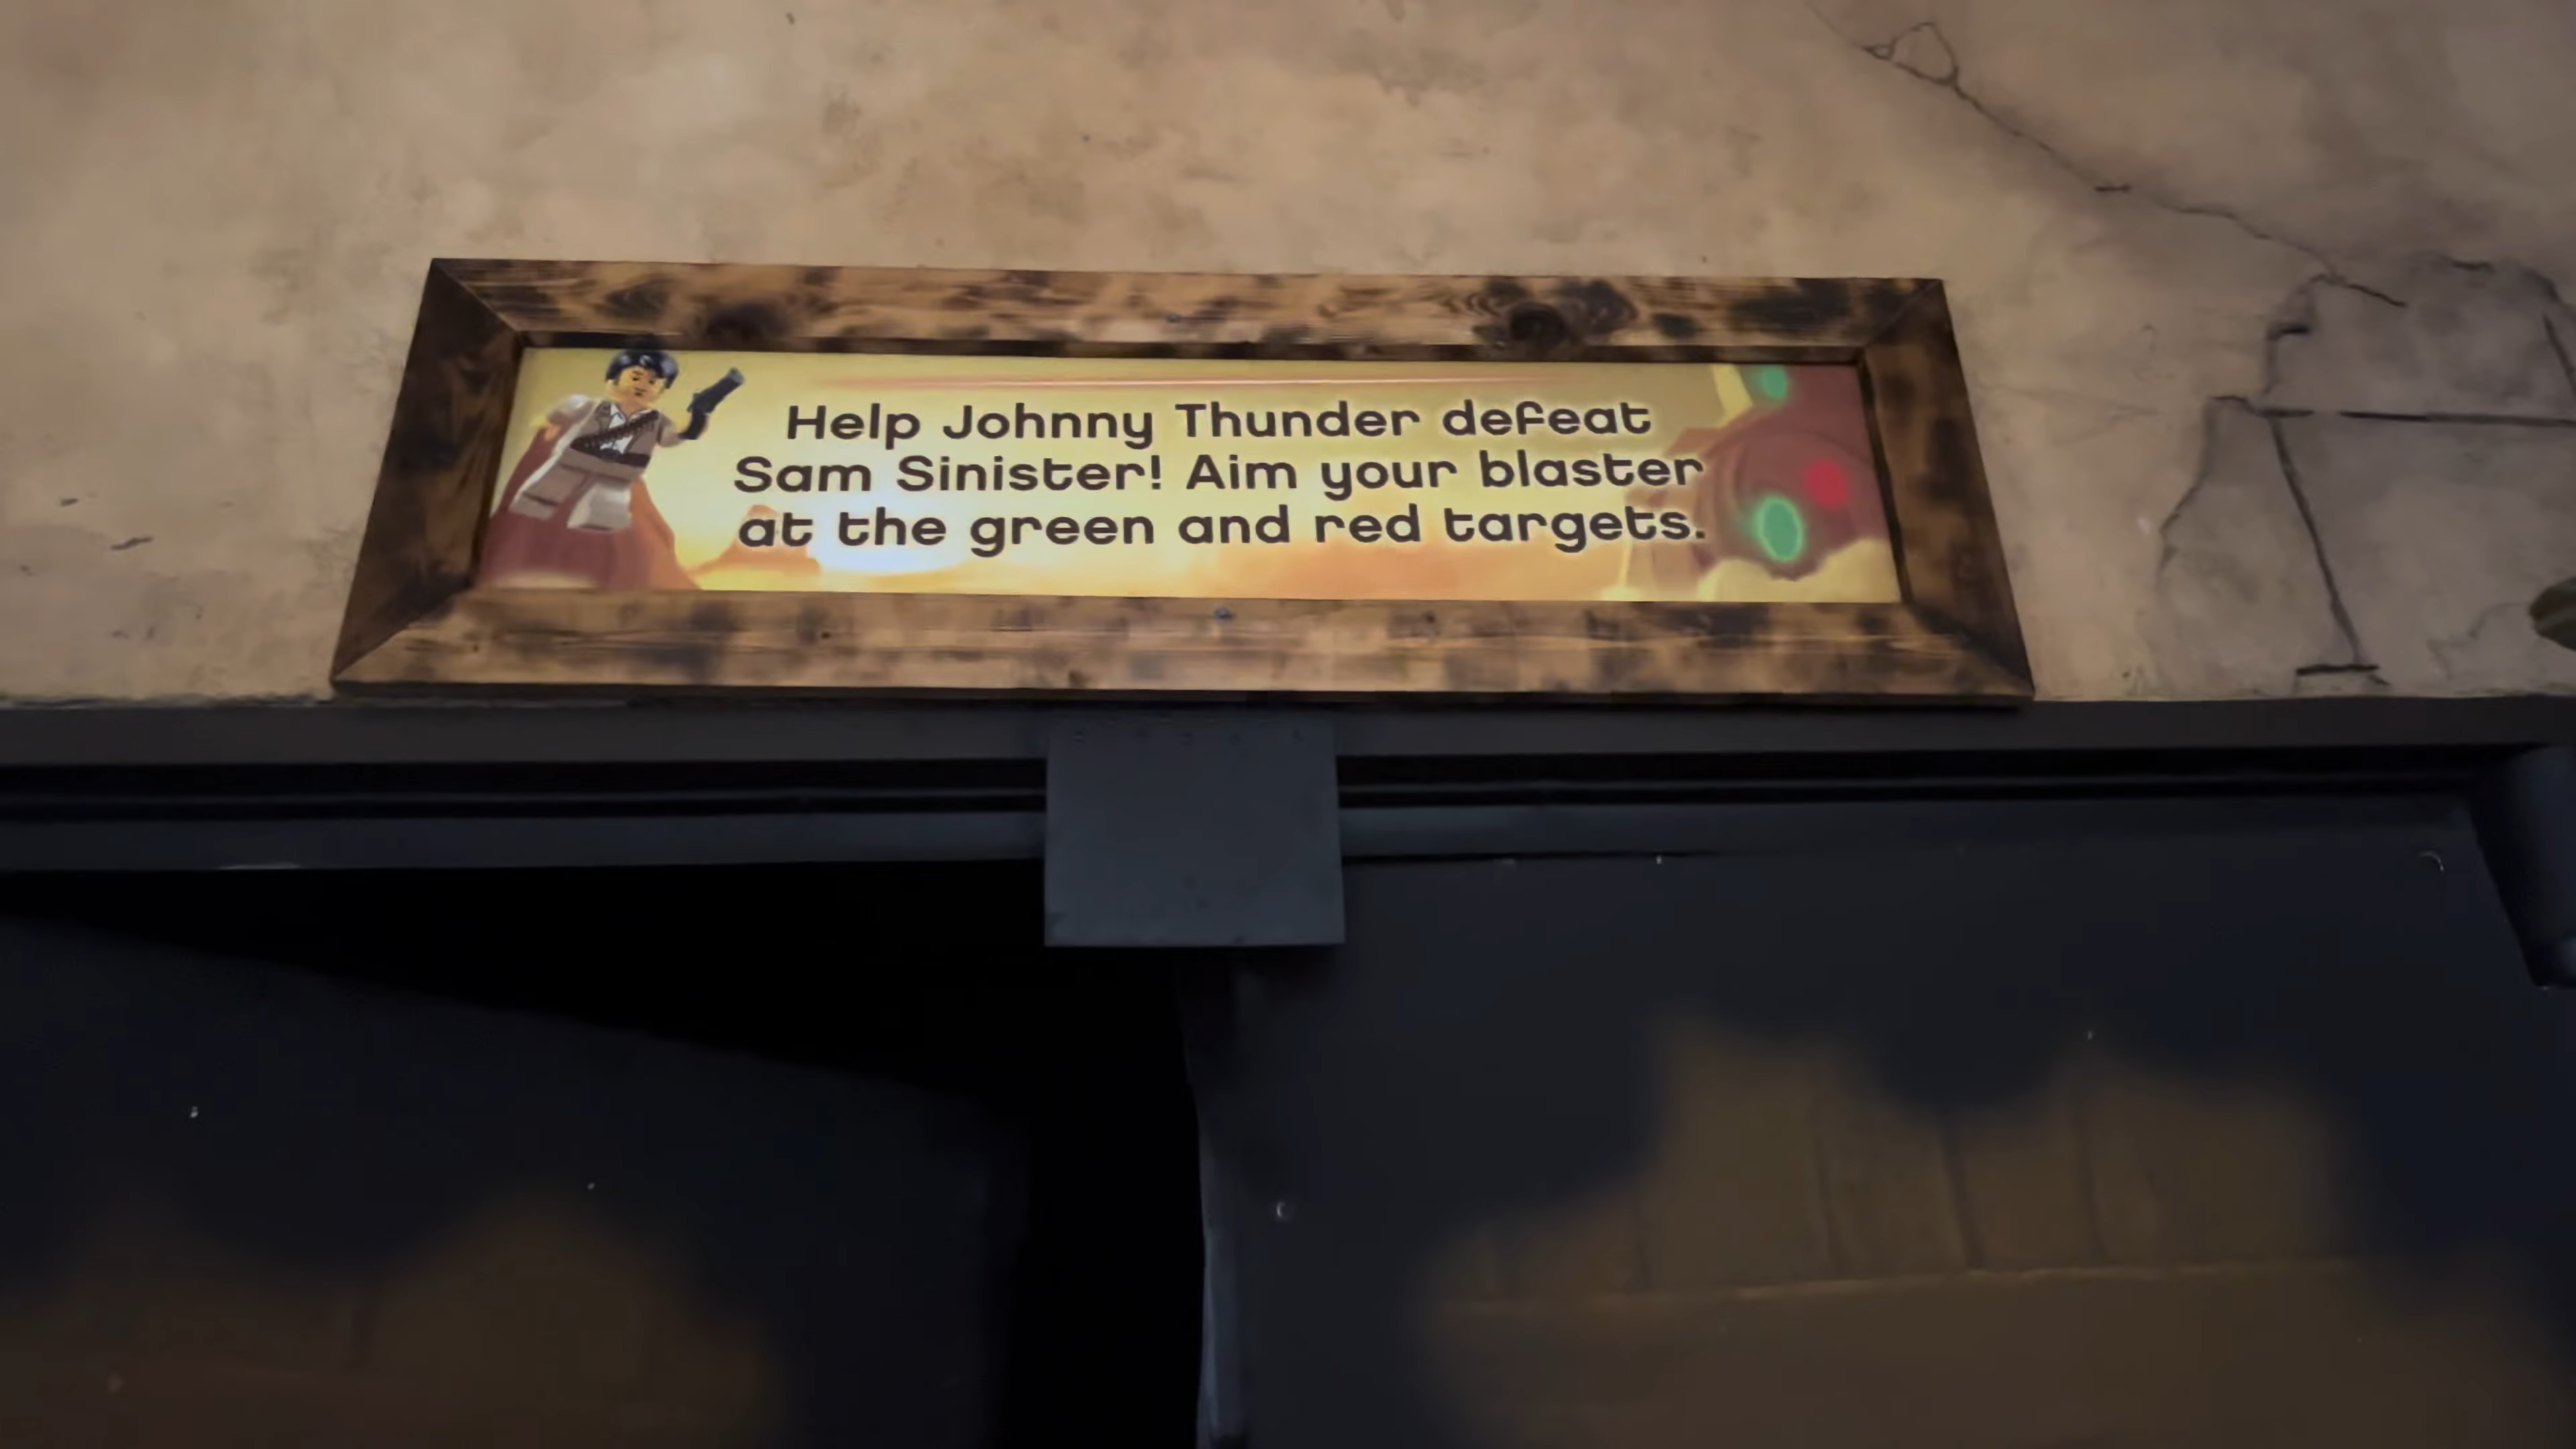 Help Johnny Thunder defeat
Sam Sinister! Aim your blaster
at the green and red targets.